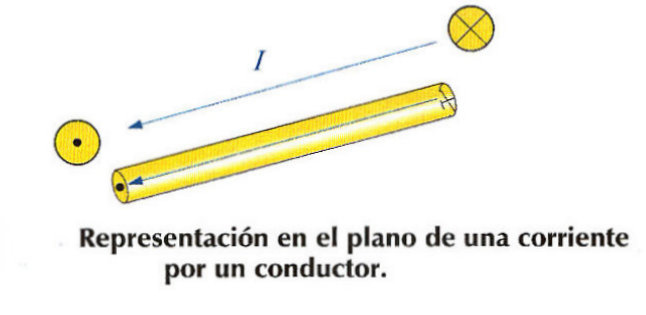 I
Representación en el plano de una corriente
por un conductor.